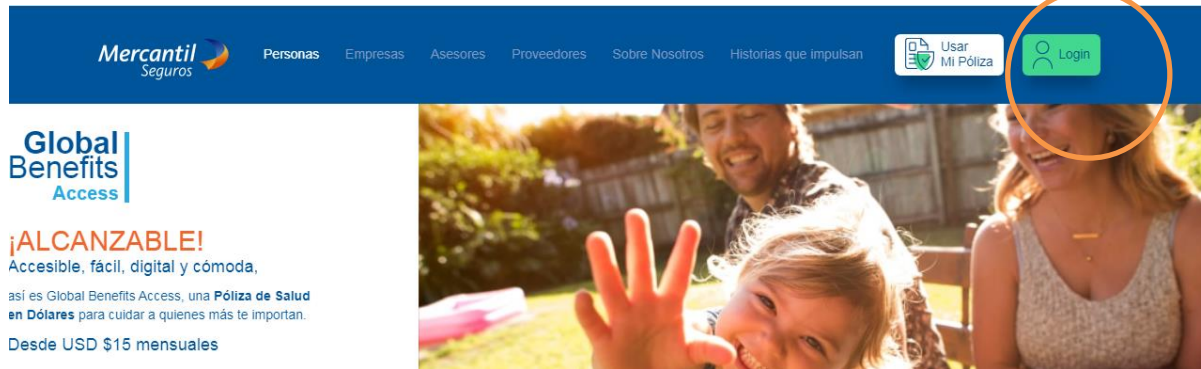 Mercantil
Seguros
Personas
Empresas
Asesores
Proveedores
Sobre Nosotros
Historias que impulsan
Usar
Mi Póliza
Login
Global
Benefits
Access
¡ALCANZABLE!
Accesible, fácil, digital y cómoda,
así es Global Benefits Access, una Póliza de Salud
en Dólares para cuidar a quienes más te importan.
Desde USD $15 mensuales